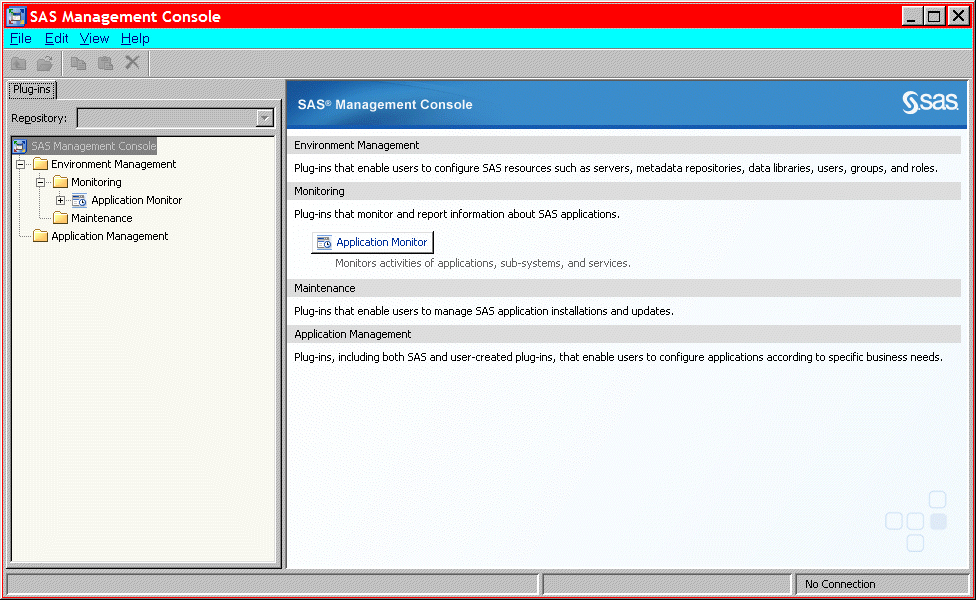 SAS Management Console
File Edit View Help
Plug-ins
Repository:
SAS Management Console
Environment Management
Monitoring
Application Monitor
Maintenance
Application Management
SAS® Management Console
sas
Environment Management
Plug-ins that enable users to configure SAS resources such as servers, metadata repositories, data libraries, users, groups, and roles.
Monitoring
Plug-ins that monitor and report information about SAS applications.
Application Monitor
Monitors activities of applications, sub-systems, and services.
Maintenance
Plug-ins that enable users to manage SAS application installations and updates.
Application Management
Plug-ins, including both SAS and user-created plug-ins, that enable users to configure applications according to specific business needs.
No Connection